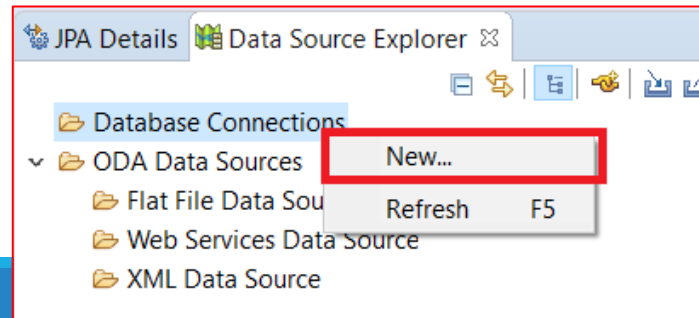 JPA Details Data Source Explorer
Database Connections
New...
ODA Data Sources
Flat File Data Sou
Refresh F5
Web Services Data Source
XML Data Source